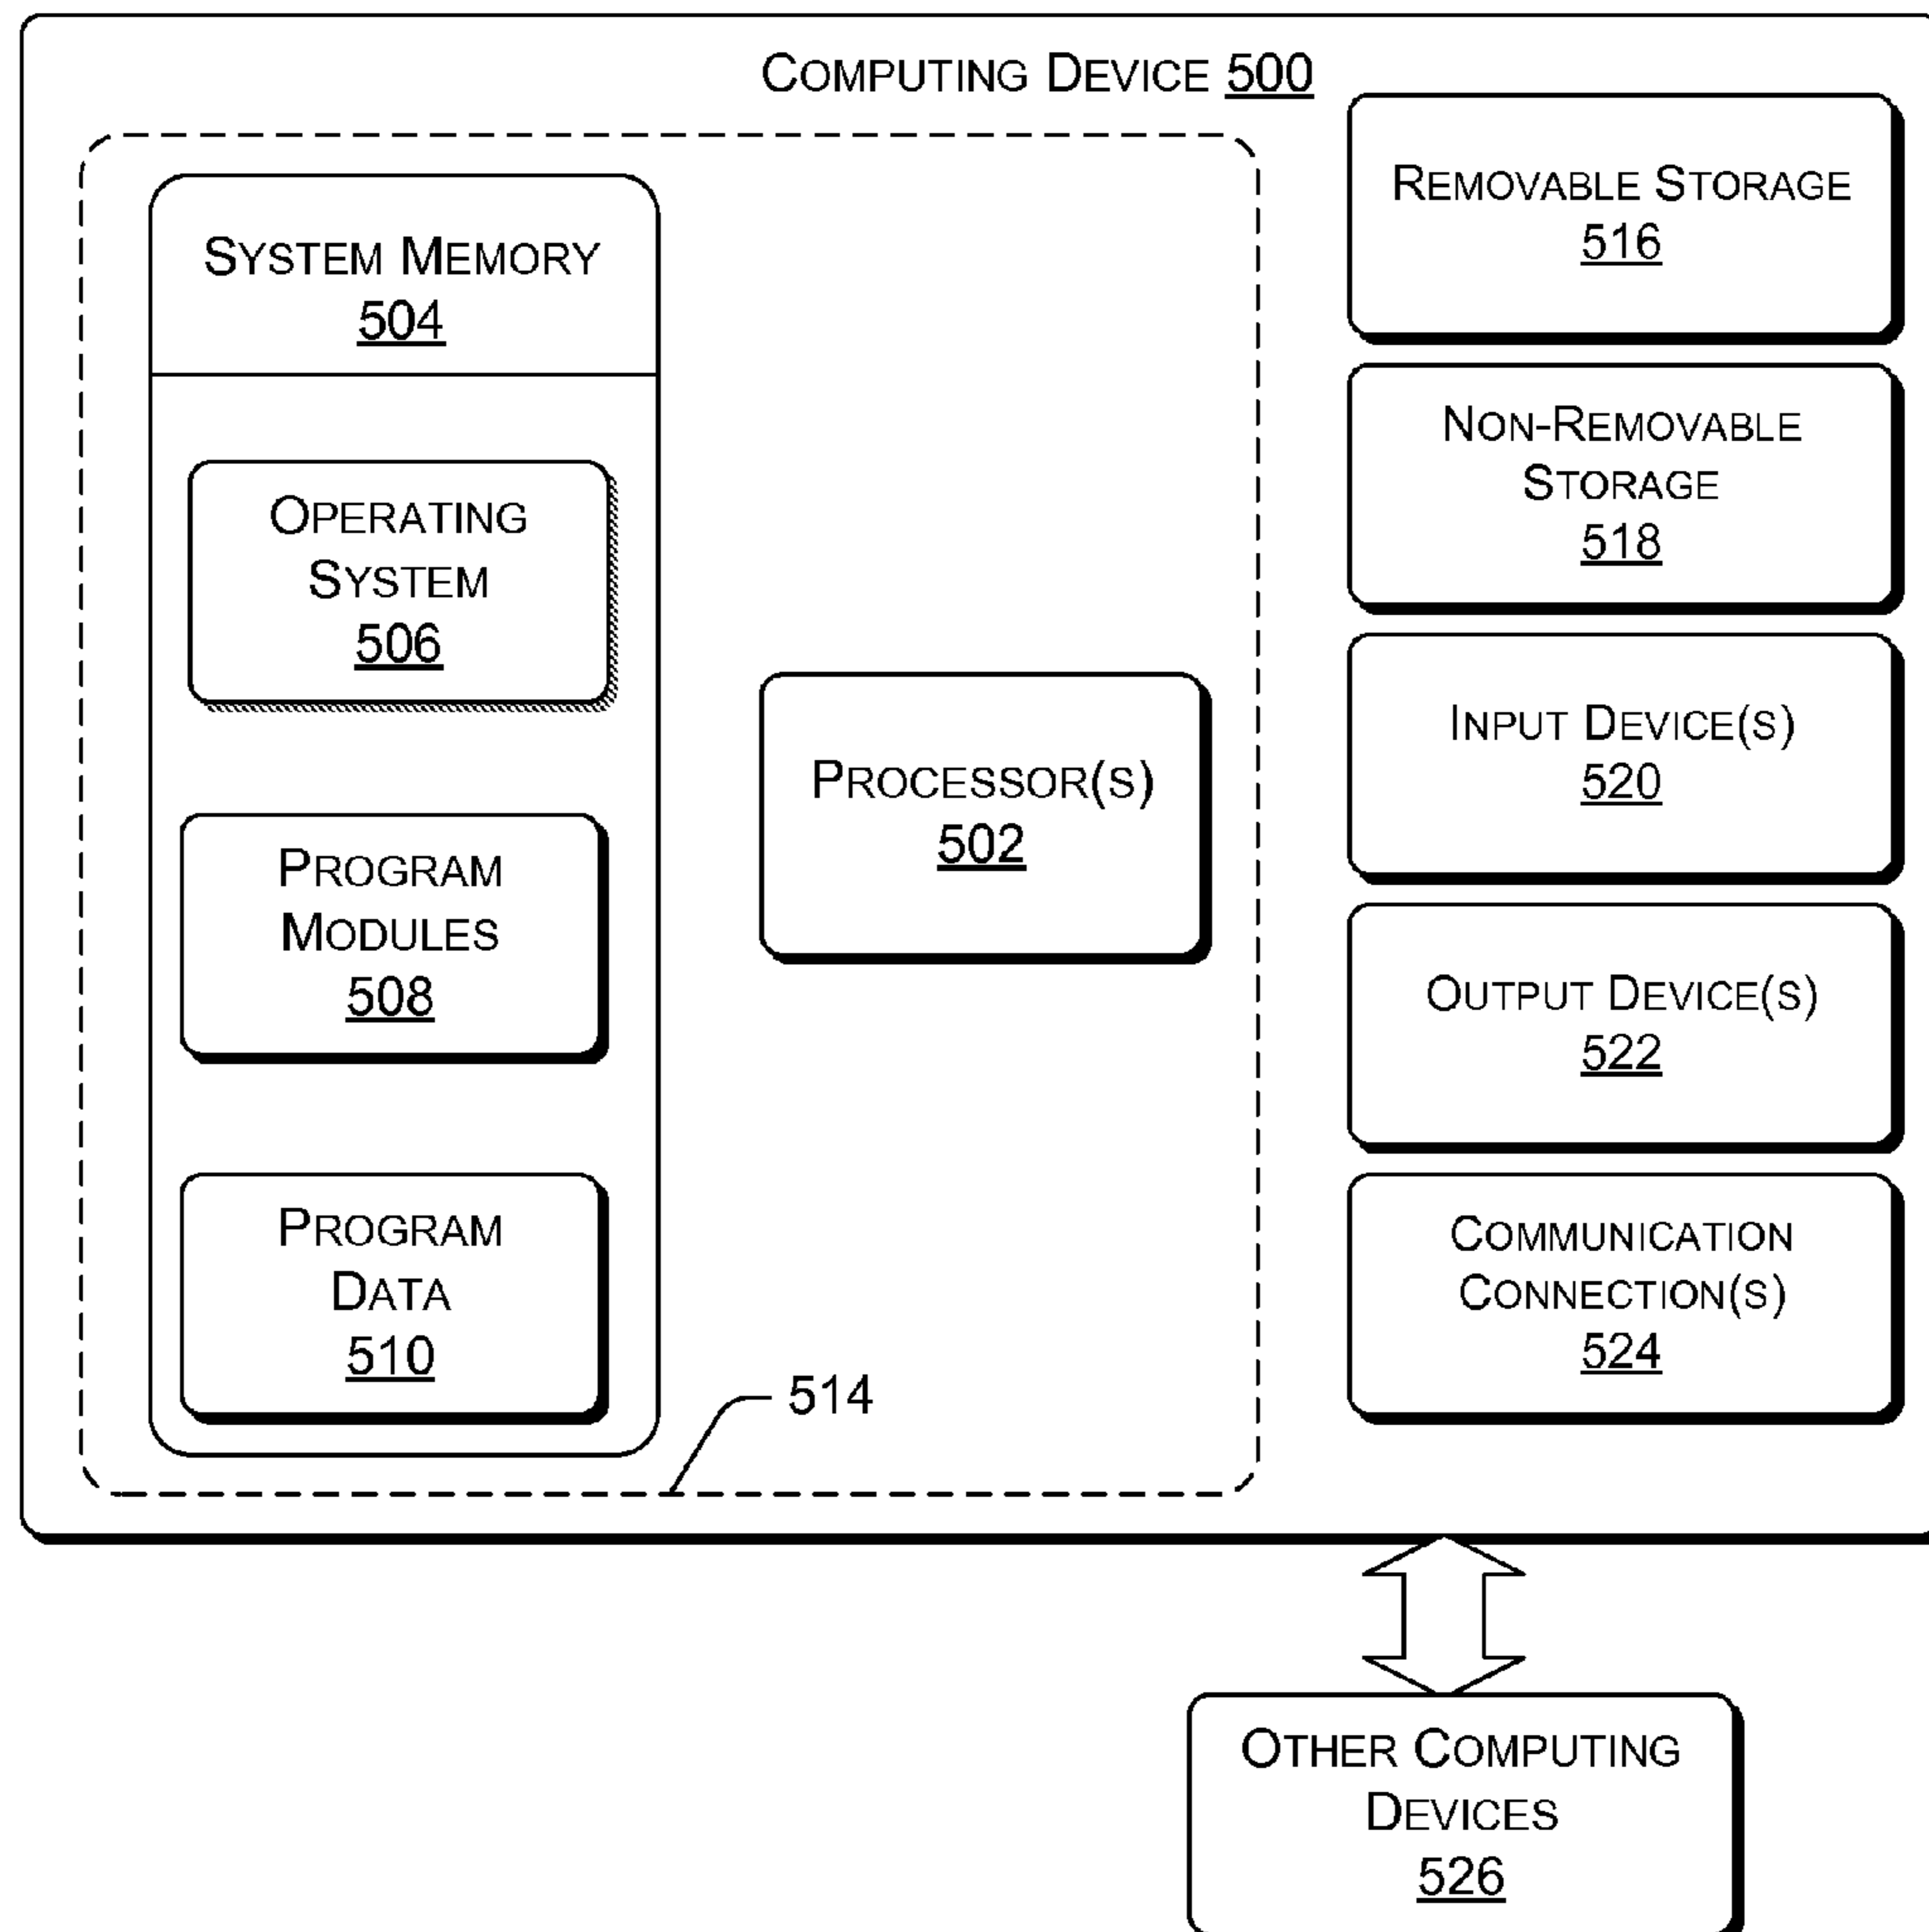 COMPUTING DEVICE 500
SYSTEM MEMORY
504
OPERATING
SYSTEM
506
PROGRAM
MODULES
508
PROGRAM
DATA
510
PROCESSOR(S)
502
514
REMOVABLE STORAGE
516
NON-REMOVABLE
STORAGE
518
INPUT DEVICE(S)
520
OUTPUT DEVICE(S)
522
COMMUNICATION
CONNECTION(S)
524
OTHER COMPUTING
DEVICES
526